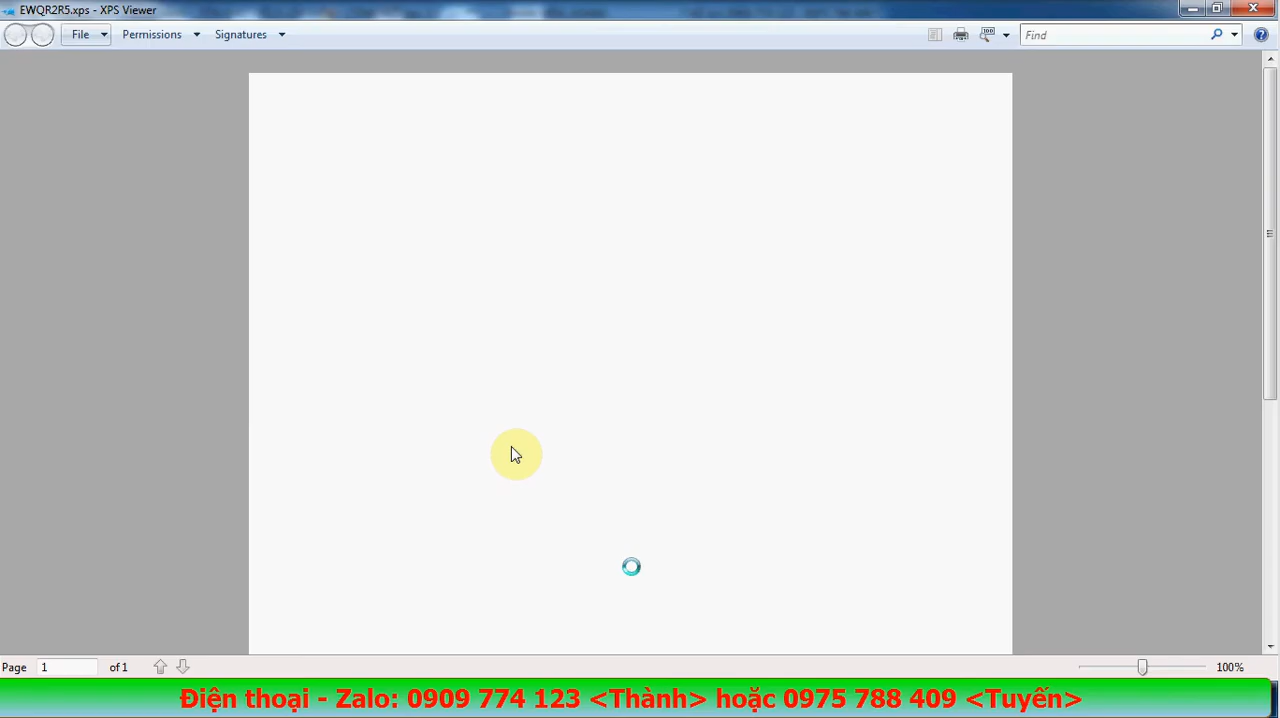 EWQR2R5.xps - XPS Viewer
File Permissions Signatures 100 Find
Page 1 of 1 100%
Điện thoại - Zalo: 0909 774 123 <Thành> hoặc 0975 788 409 <Tuyến>